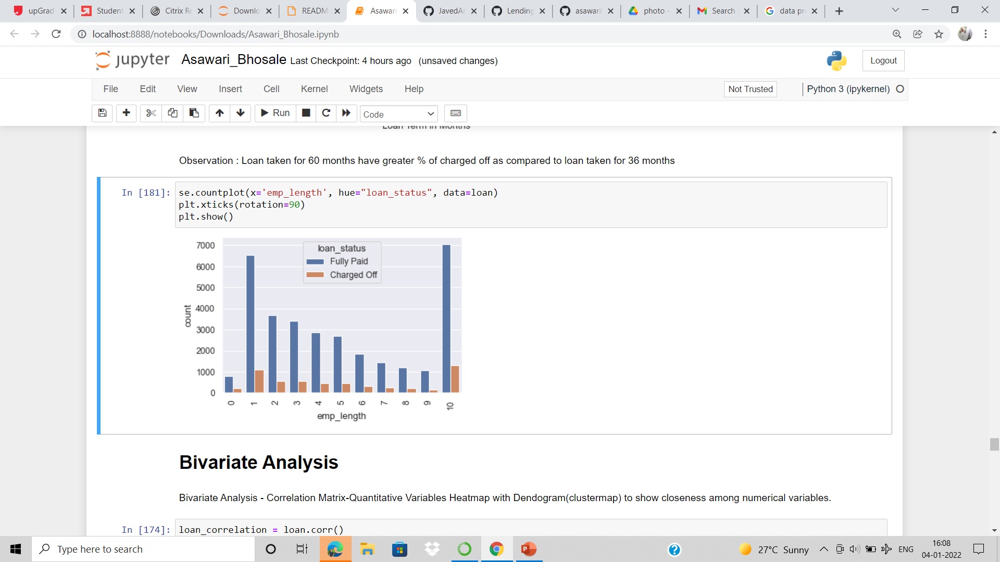 upGrad
Student
Citrix Re
Downlo
READM
Asawari
JavedAr
Lending
asawaril
photo -
Search
data pr
localhost:8888/notebooks/Downloads/Asawari_Bhosale.ipynb
jupyter
Asawari_Bhosale Last Checkpoint: 4 hours ago (unsaved changes)
Logout
File Edit View Insert Cell Kernel Widgets Help
Not Trusted
Python 3 (ipykernel)
Run
Code
Loan Term in Months
Observation : Loan taken for 60 months have greater % of charged off as compared to loan taken for 36 months
In [181]:
se.countplot(x='emp_length', hue="loan_status", data=loan)
plt.xticks(rotation=90)
plt.show()
7000
6000
5000
4000
3000
2000
1000
0
count
loan_status
Fully Paid
Charged Off
0 1 2 3 4 5 6 7 8 9 10
emp_length
Bivariate Analysis
Bivariate Analysis - Correlation Matrix-Quantitative Variables Heatmap with Dendogram(clustermap) to show closeness among numerical variables.
In [174]:
loan_correlation = loan.corr()
Type here to search
27°C Sunny
ENG
16:08
04-01-2022